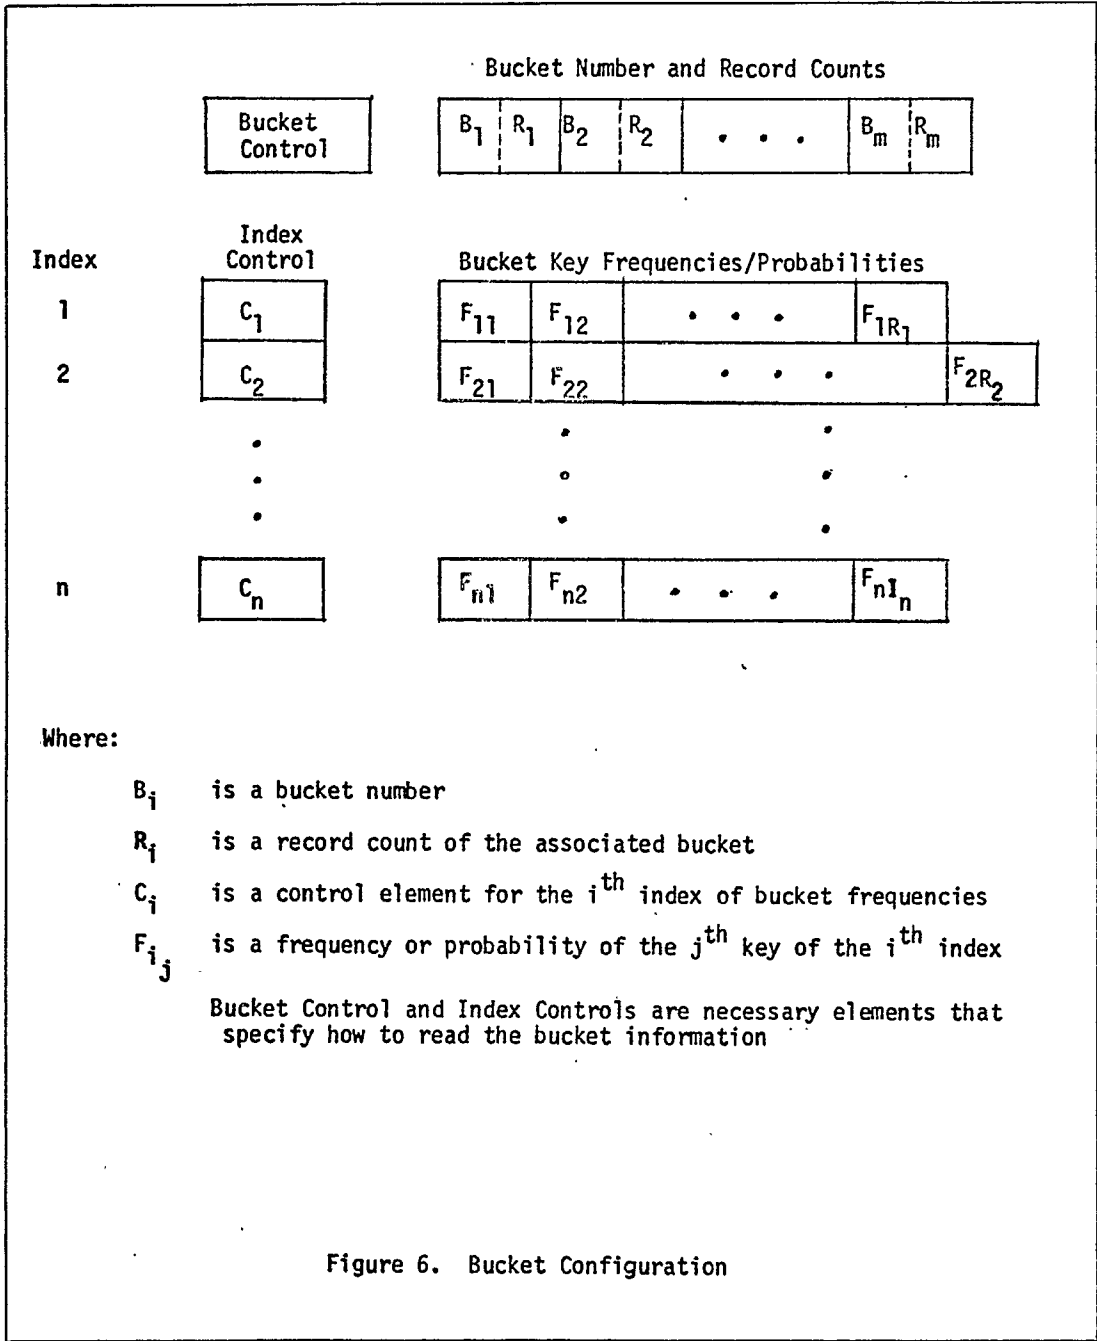 Bucket Number and Record Counts
Bucket Control B₁ R₁ B₂ R₂ . . . Bₘ Rₘ
Index Index Control Bucket Key Frequencies/Probabilities
1 C₁ F₁₁ F₁₂ . . . F1R₁
2 C₂ F₂₁ F₂₂ . . . F2R₂
n Cₙ Fn1 Fn2 . . . FnIₙ
Where:
Bᵢ is a bucket number
Rᵢ is a record count of the associated bucket
Cᵢ is a control element for the iᵗʰ index of bucket frequencies
Fᵢⱼ is a frequency or probability of the jᵗʰ key of the iᵗʰ index
Bucket Control and Index Controls are necessary elements that
specify how to read the bucket information
Figure 6. Bucket Configuration